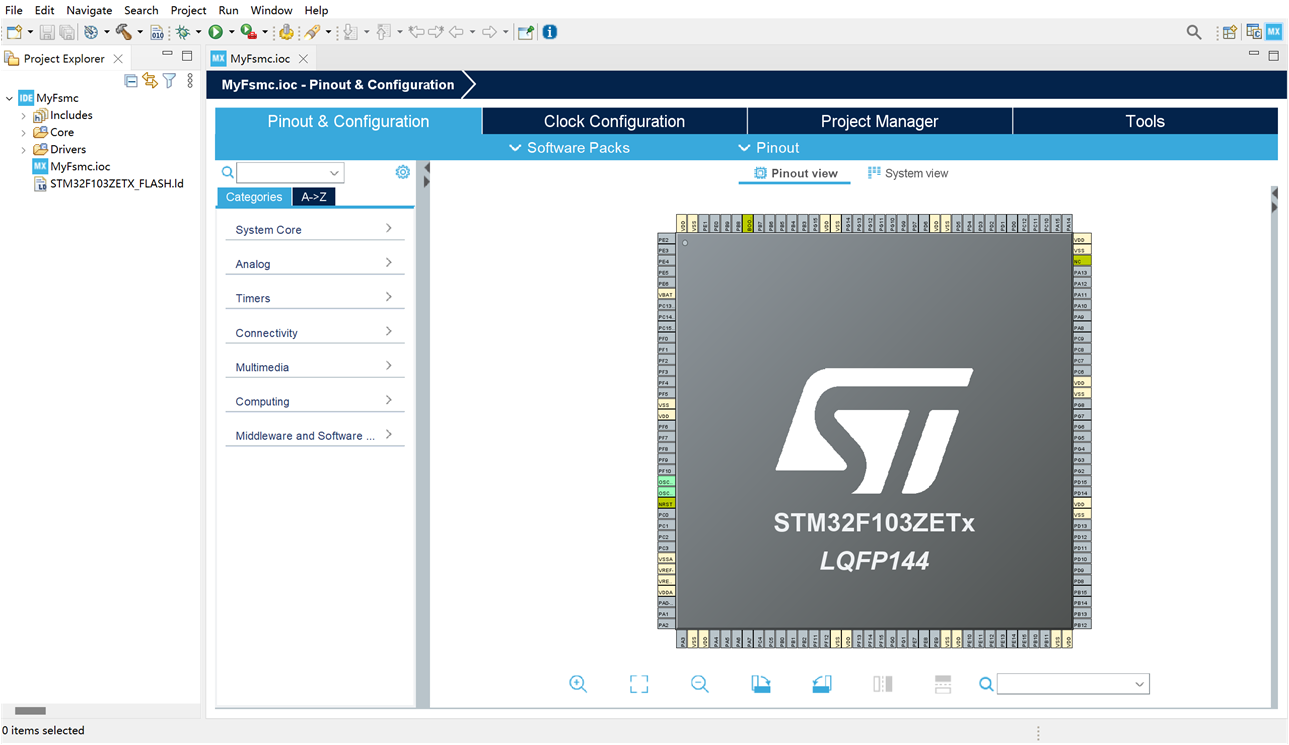 File Edit Navigate Search Project Run Window Help
Project Explorer
MyFsmc.ioc
MyFsmc
Includes
Core
Drivers
MyFsmc.ioc
STM32F103ZETX_FLASH.ld
MyFsmc.ioc - Pinout & Configuration
Pinout & Configuration Clock Configuration Project Manager Tools
Software Packs Pinout
Pinout view System view
Categories A->Z
System Core
Analog
Timers
Connectivity
Multimedia
Computing
Middleware and Software ...
STM32F103ZETx
LQFP144
PE2
PE3
PE4
PE5
PE6
VBAT
PC13..
PC14..
PC15..
PF0
PF1
PF2
PF3
PF4
PF5
VSS
VDD
PF6
PF7
PF8
PF9
PF10
OSC..
OSC..
NRST
PC0
PC1
PC2
PC3
VSSA
VREF-
VRE..
VDDA
PA0-..
PA1
PA2
VDD
VSS
NC
PA13
PA12
PA11
PA10
PA9
PA8
PC9
PC8
PC7
PC6
VDD
VSS
PG8
PG7
PG6
PG5
PG4
PG3
PG2
PD15
PD14
VDD
VSS
PD13
PD12
PD11
PD10
PD9
PD8
PB15
PB14
PB13
PB12
0 items selected